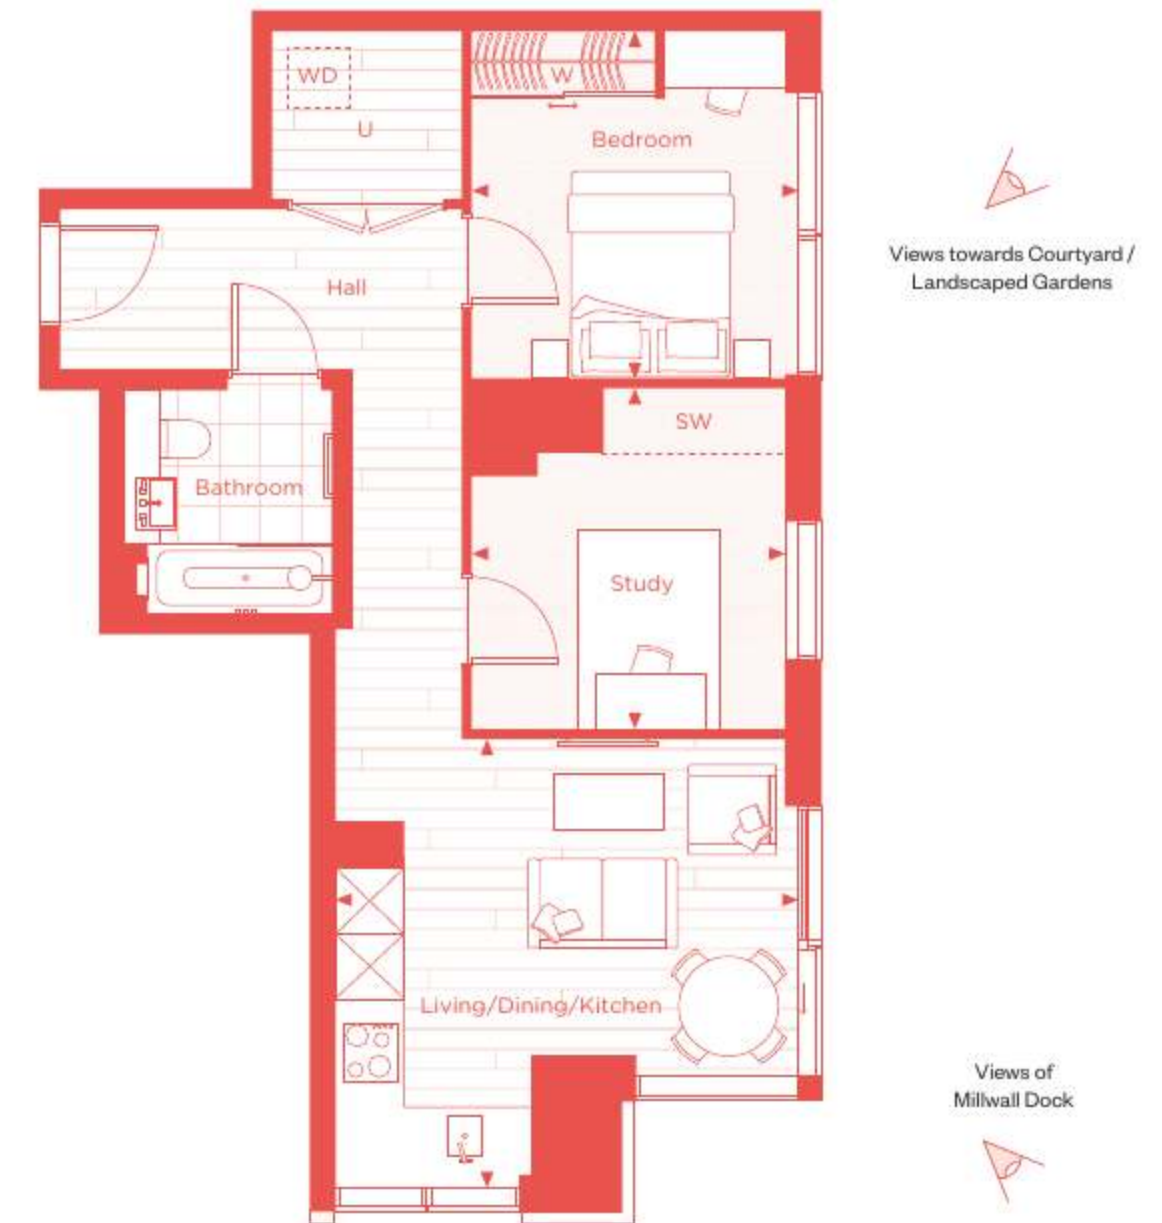 WD
W
U
Bedroom
Views towards Courtyard /
Landscaped Gardens
Hall
SW
Bathroom
Study
Living/Dining/Kitchen
Views of
Millwall Dock